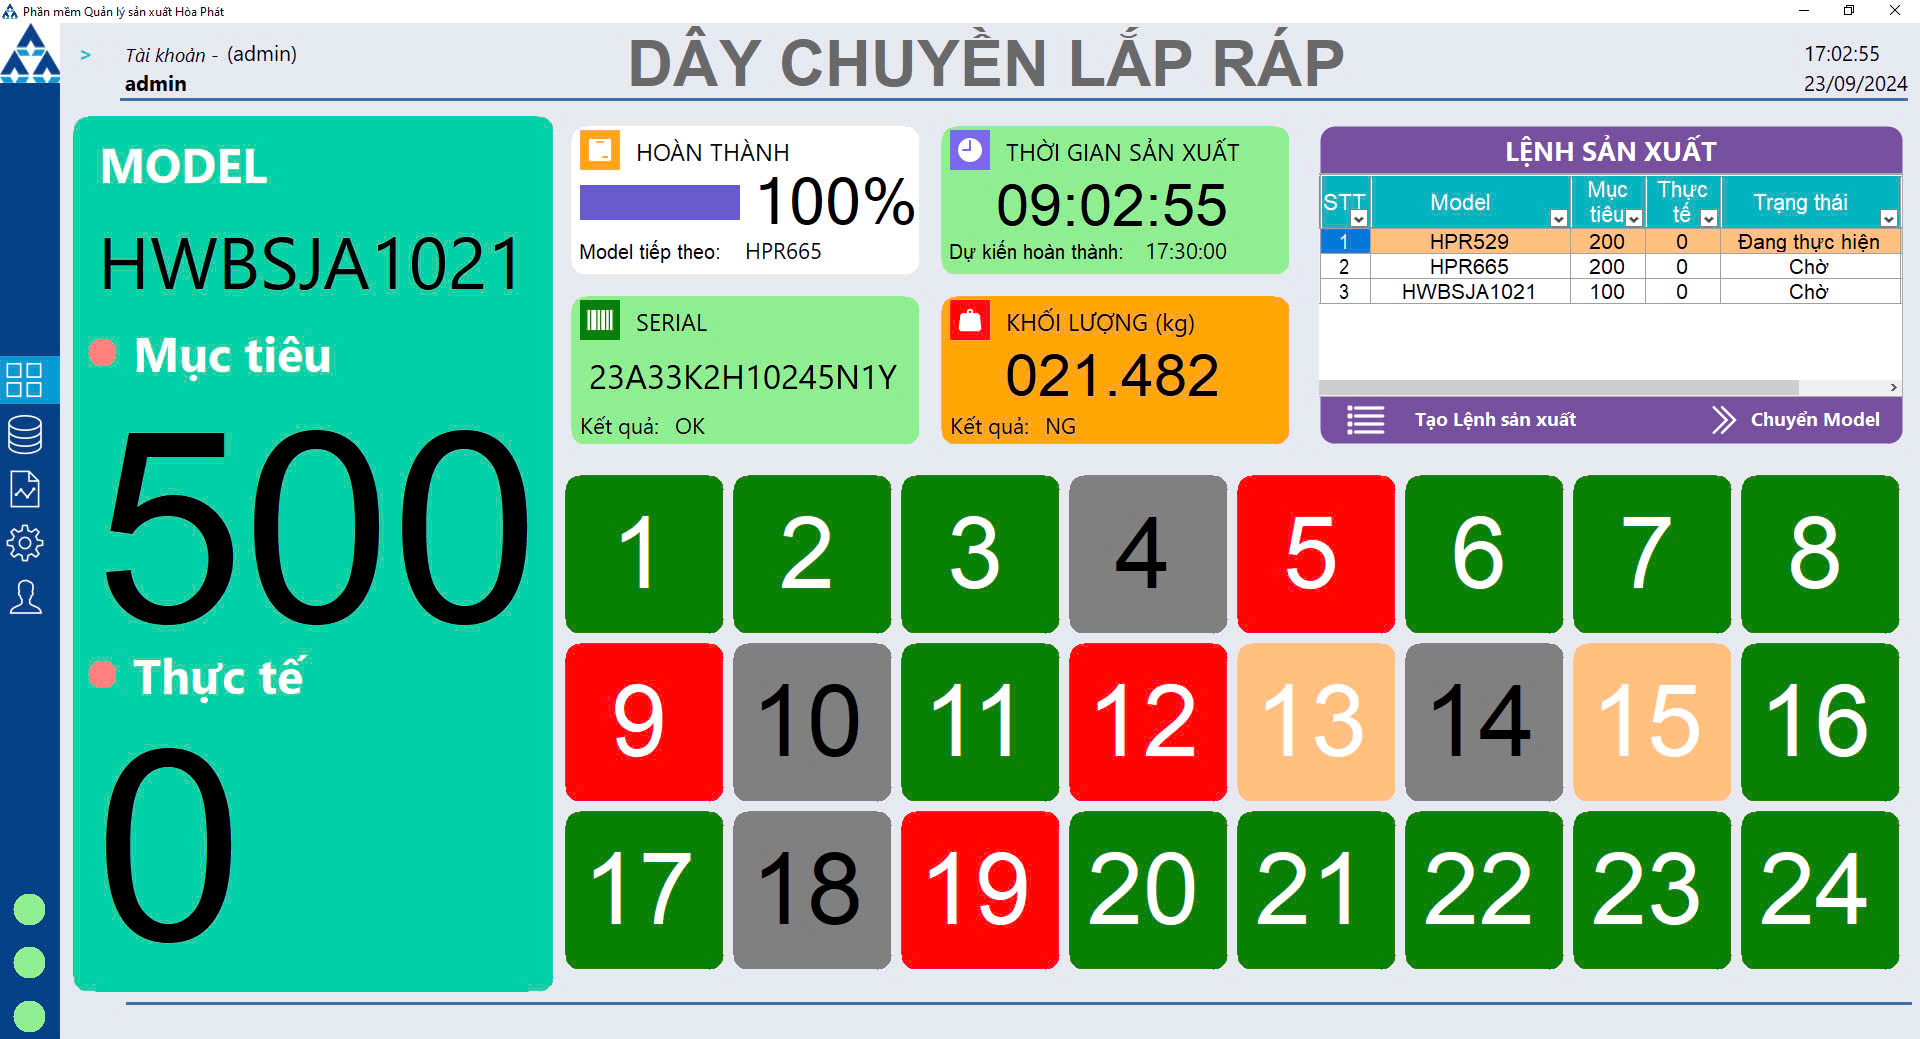 Phần mềm Quản lý sản xuất Hòa Phát
> Tài khoản - (admin)
admin
DÂY CHUYỀN LẮP RÁP
17:02:55
23/09/2024
MODEL
HWBSJA1021
Mục tiêu
500
Thực tế
0
HOÀN THÀNH
100%
Model tiếp theo: HPR665
THỜI GIAN SẢN XUẤT
09:02:55
Dự kiến hoàn thành: 17:30:00
SERIAL
23A33K2H10245N1Y
Kết quả: OK
KHỐI LƯỢNG (kg)
021.482
Kết quả: NG
LỆNH SẢN XUẤT
STT Model Mục tiêu Thực tế Trạng thái
1 HPR529 200 0 Đang thực hiện
2 HPR665 200 0 Chờ
3 HWBSJA1021 100 0 Chờ
Tạo Lệnh sản xuất Chuyển Model
1 2 3 4 5 6 7 8
9 10 11 12 13 14 15 16
17 18 19 20 21 22 23 24